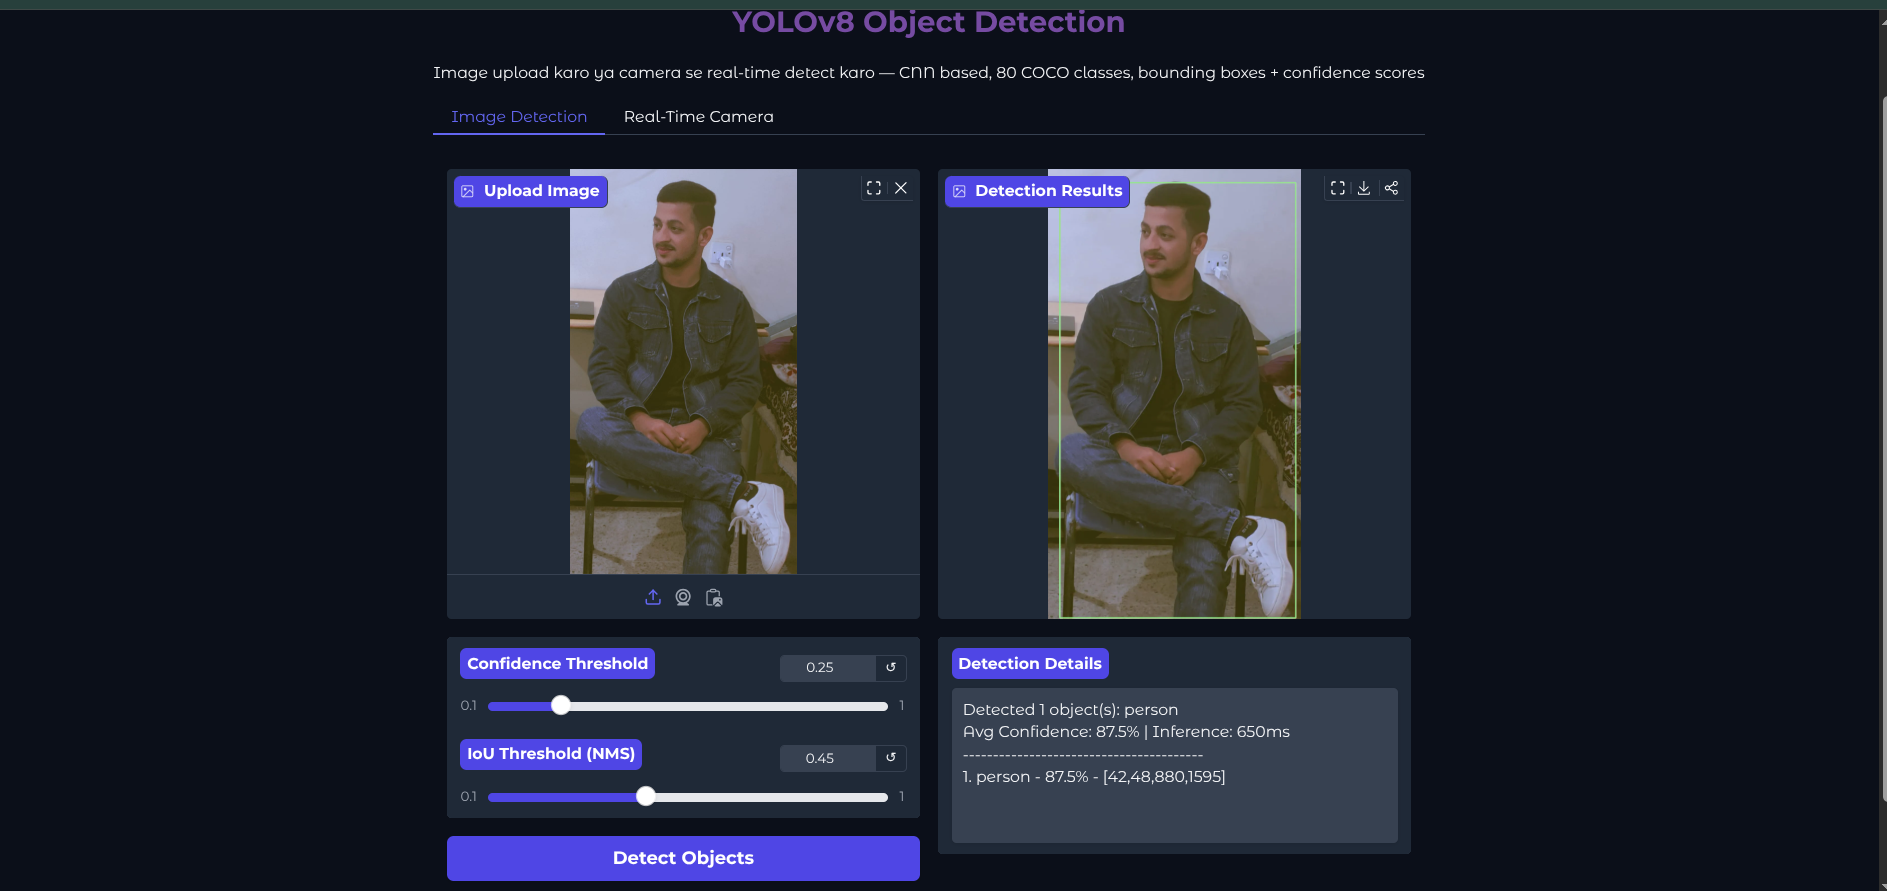 YOLOv8 Object Detection
Image upload karo ya camera se real-time detect karo — CNN based, 80 COCO classes, bounding boxes + confidence scores
Image Detection
Real-Time Camera
Upload Image
Detection Results
Confidence Threshold
0.25
↺
0.1
1
IoU Threshold (NMS)
0.45
↺
0.1
1
Detect Objects
Detection Details
Detected 1 object(s): person
Avg Confidence: 87.5% | Inference: 650ms
----------------------------------------
1. person - 87.5% - [42,48,880,1595]